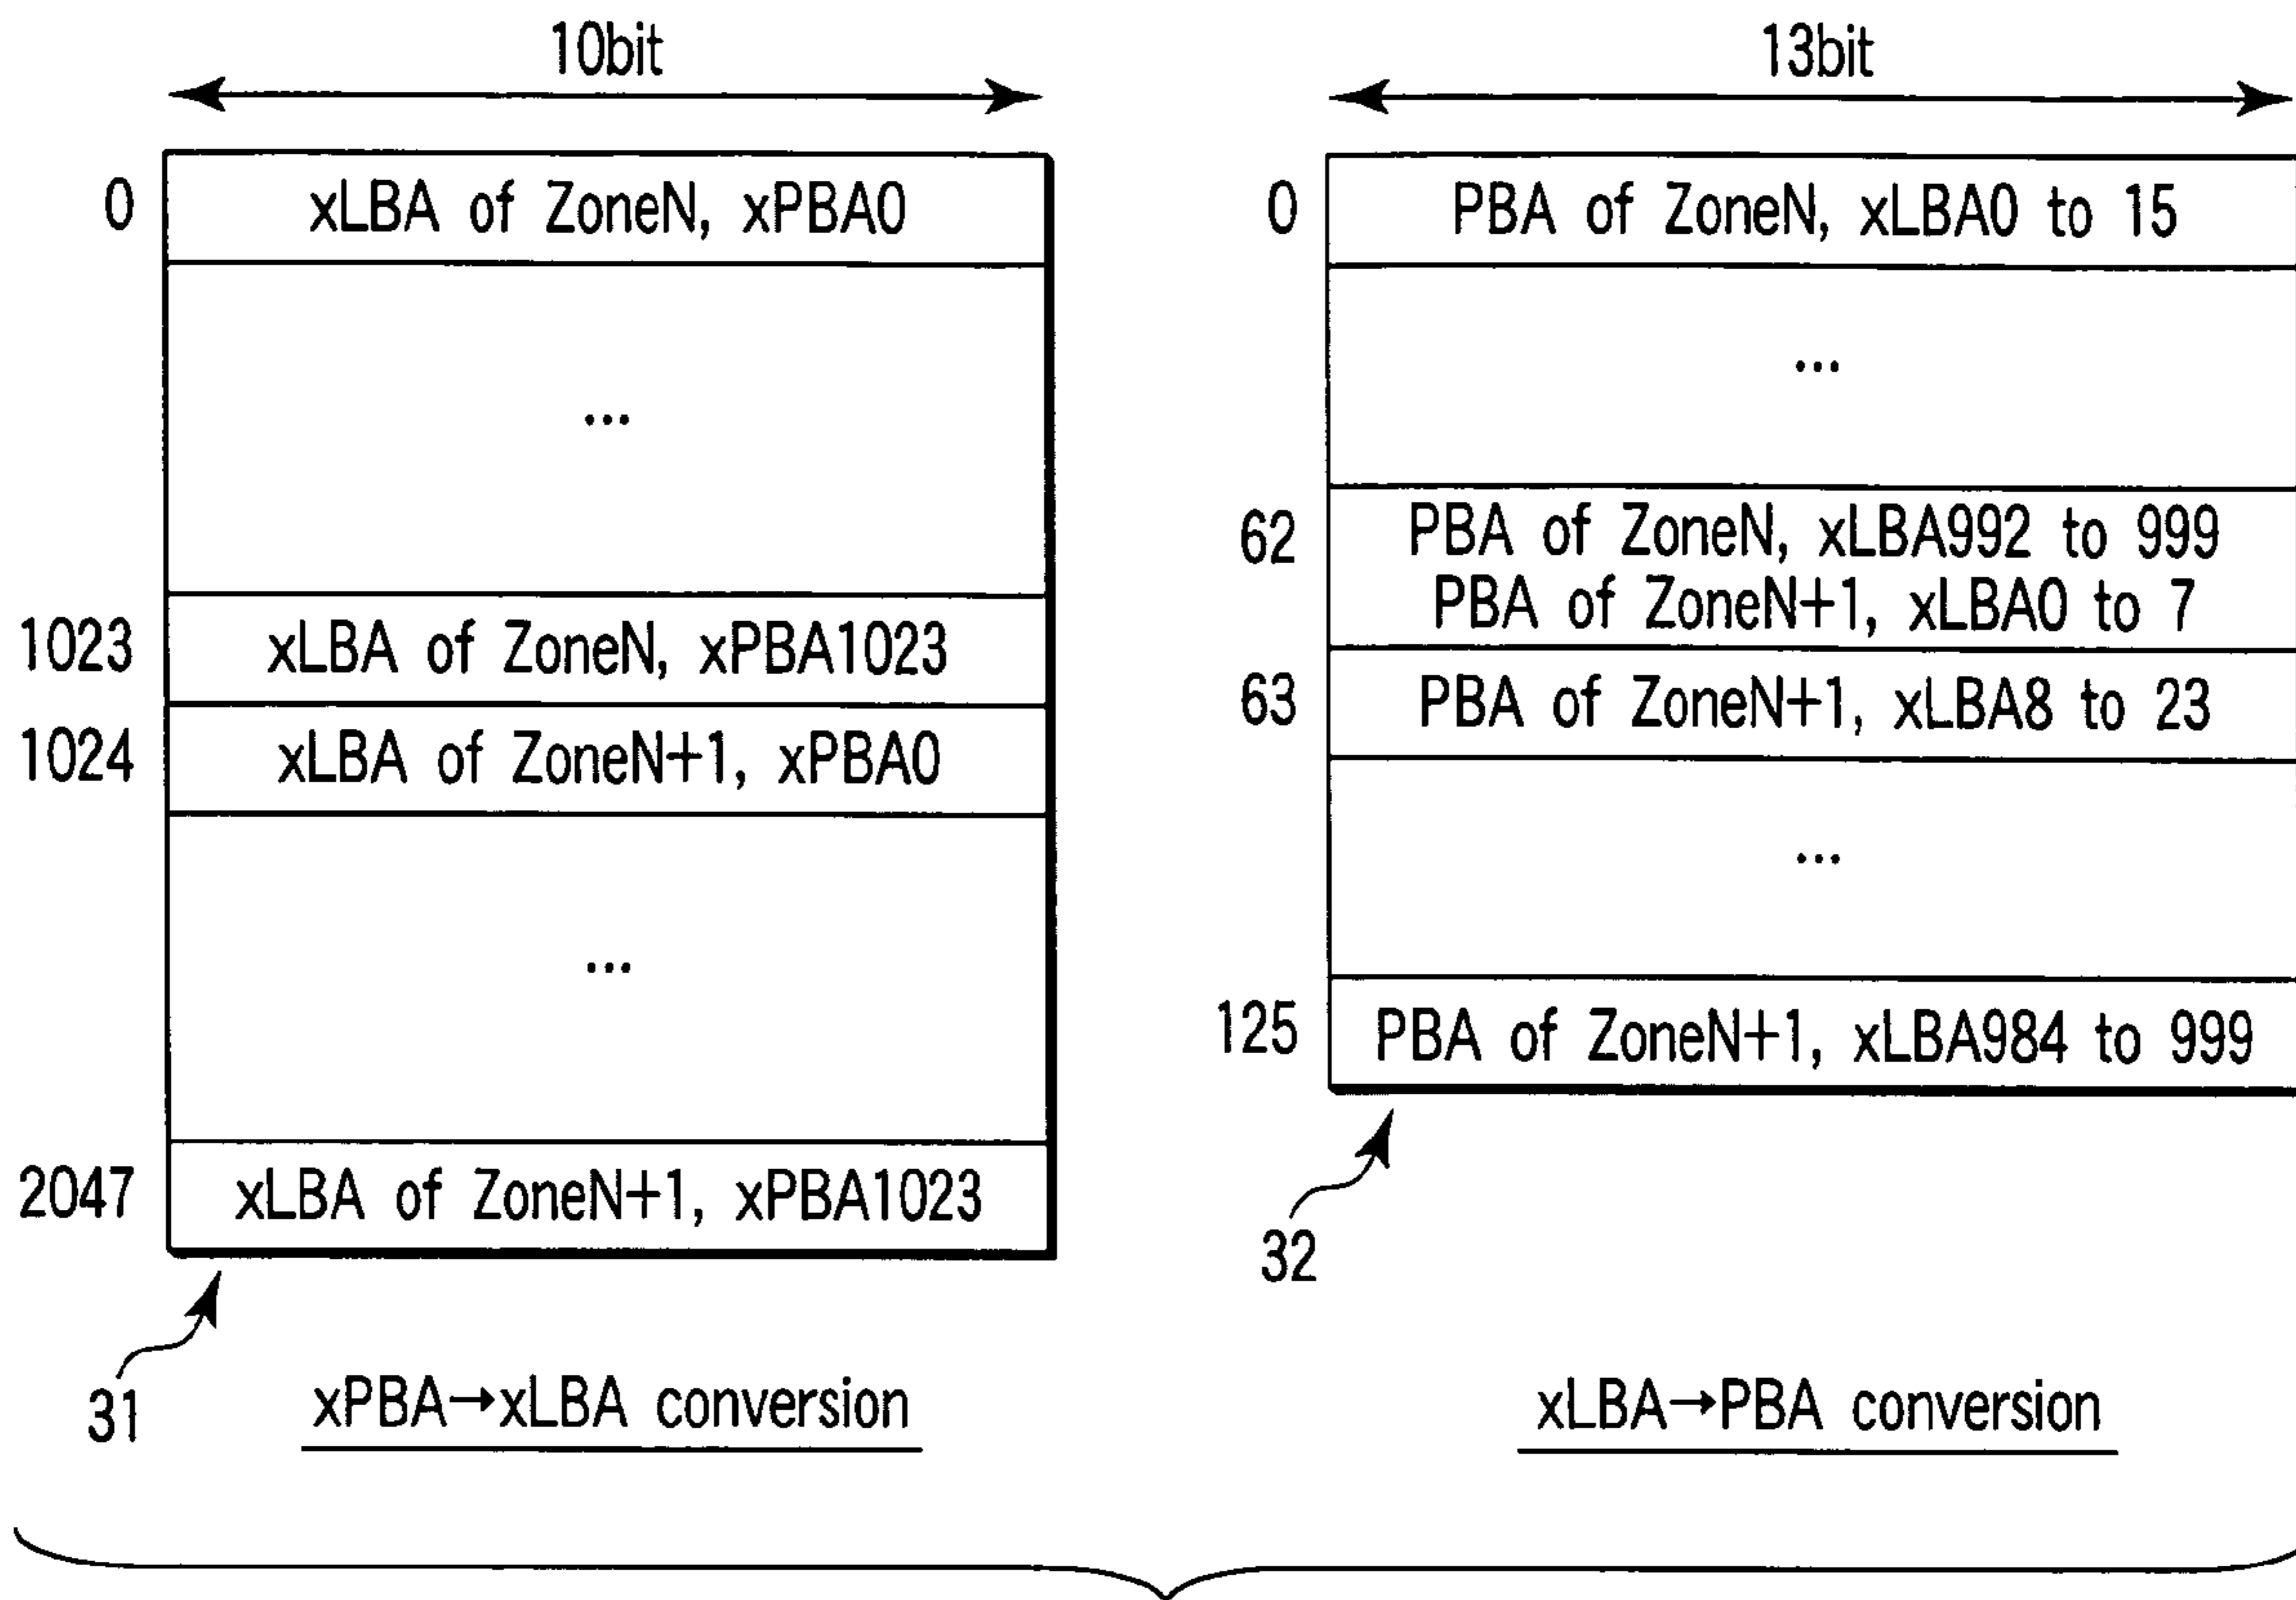 10bit
0 xLBA of ZoneN, xPBA0
...
1023 xLBA of ZoneN, xPBA1023
1024 xLBA of ZoneN+1, xPBA0
...
2047 xLBA of ZoneN+1, xPBA1023
31
xPBA→xLBA conversion
13bit
0 PBA of ZoneN, xLBA0 to 15
...
62 PBA of ZoneN, xLBA992 to 999
PBA of ZoneN+1, xLBA0 to 7
63 PBA of ZoneN+1, xLBA8 to 23
...
125 PBA of ZoneN+1, xLBA984 to 999
32
xLBA→PBA conversion